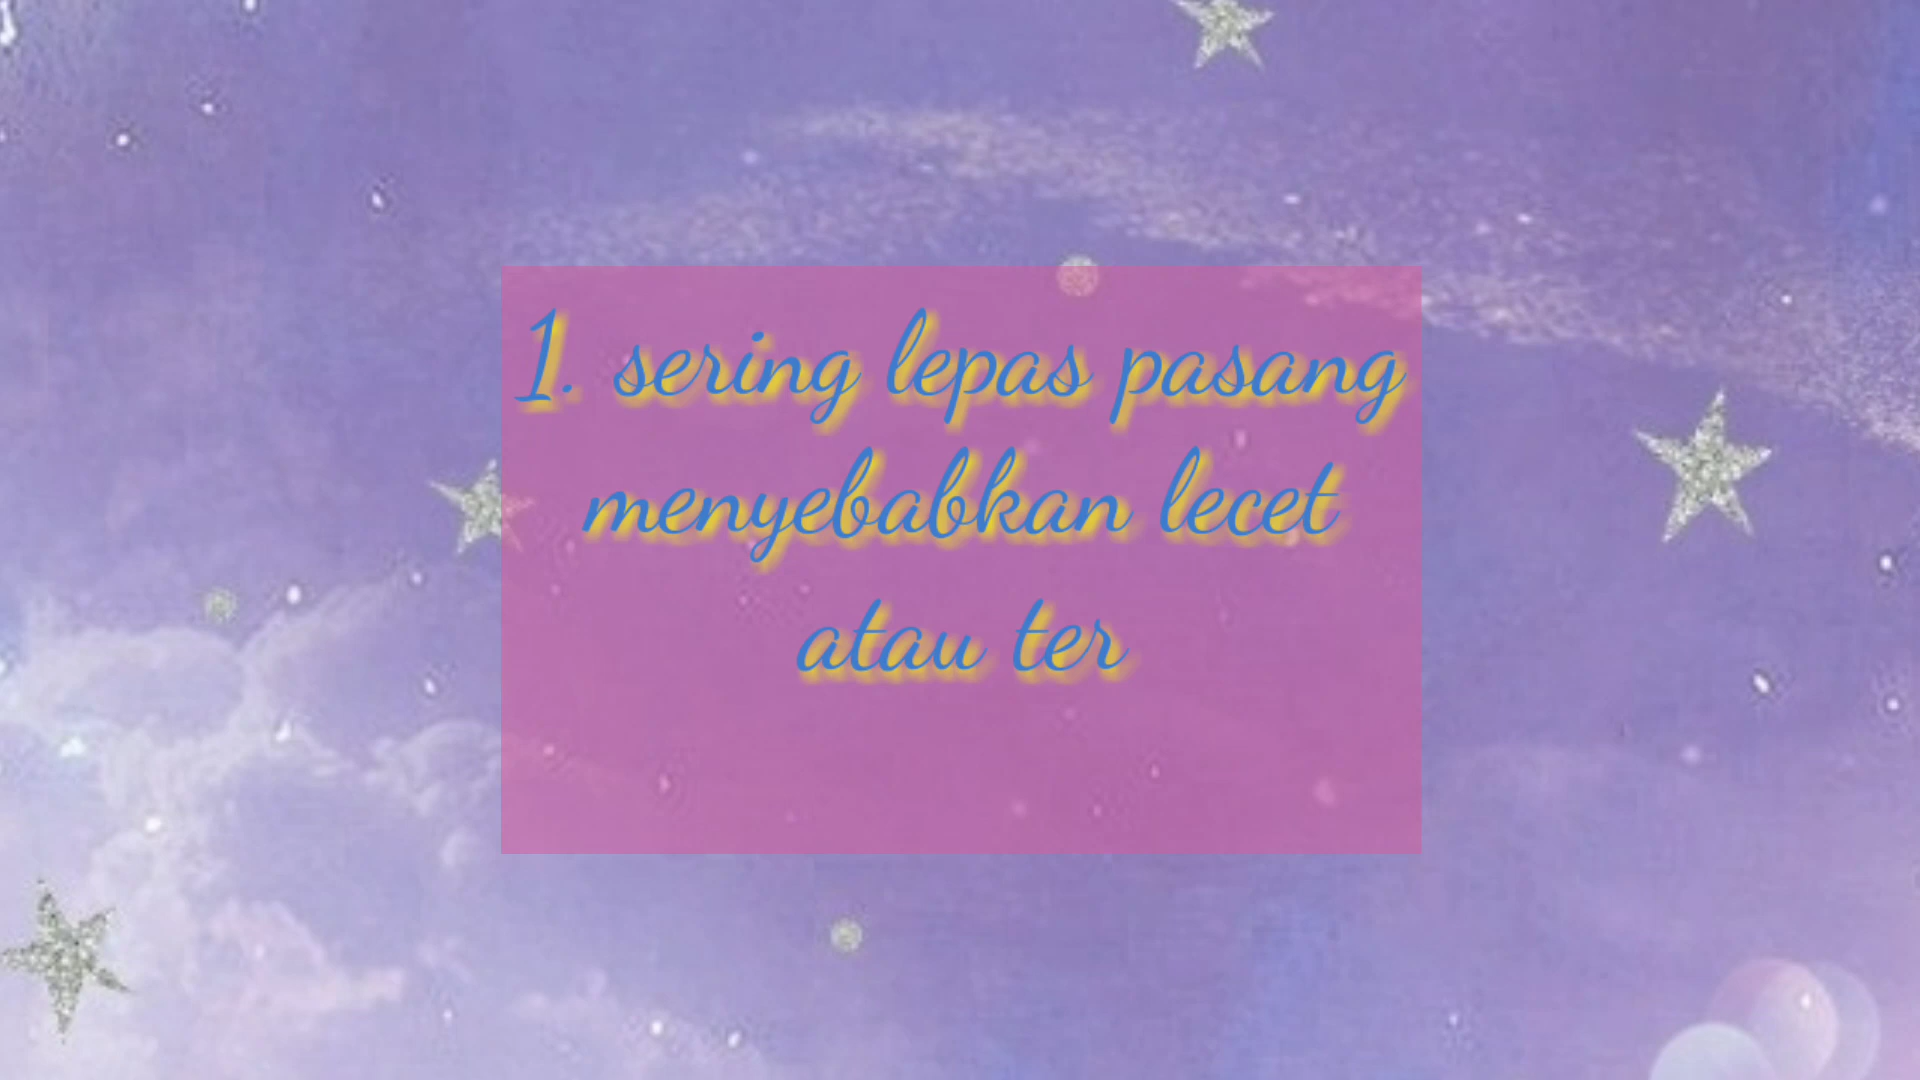 1. sering lepas pasang
menyebabkan lecet
atau ter